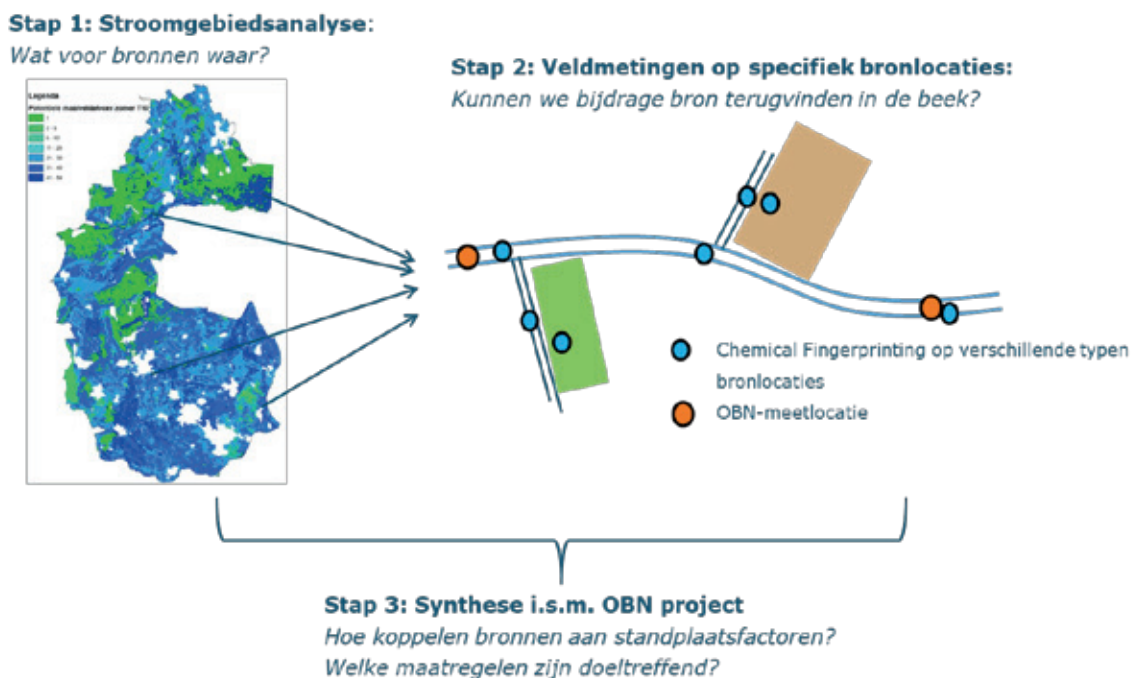 Stap 1: Stroomgebiedsanalyse:
Wat voor bronnen waar?
Stap 2: Veldmetingen op specifiek bronlocaties:
Kunnen we bijdrage bron terugvinden in de beek?
Legenda
Chemical Fingerprinting op verschillende typen
bronlocaties
OBN-meetlocatie
Stap 3: Synthese i.s.m. OBN project
Hoe koppelen bronnen aan standplaatsfactoren?
Welke maatregelen zijn doeltreffend?